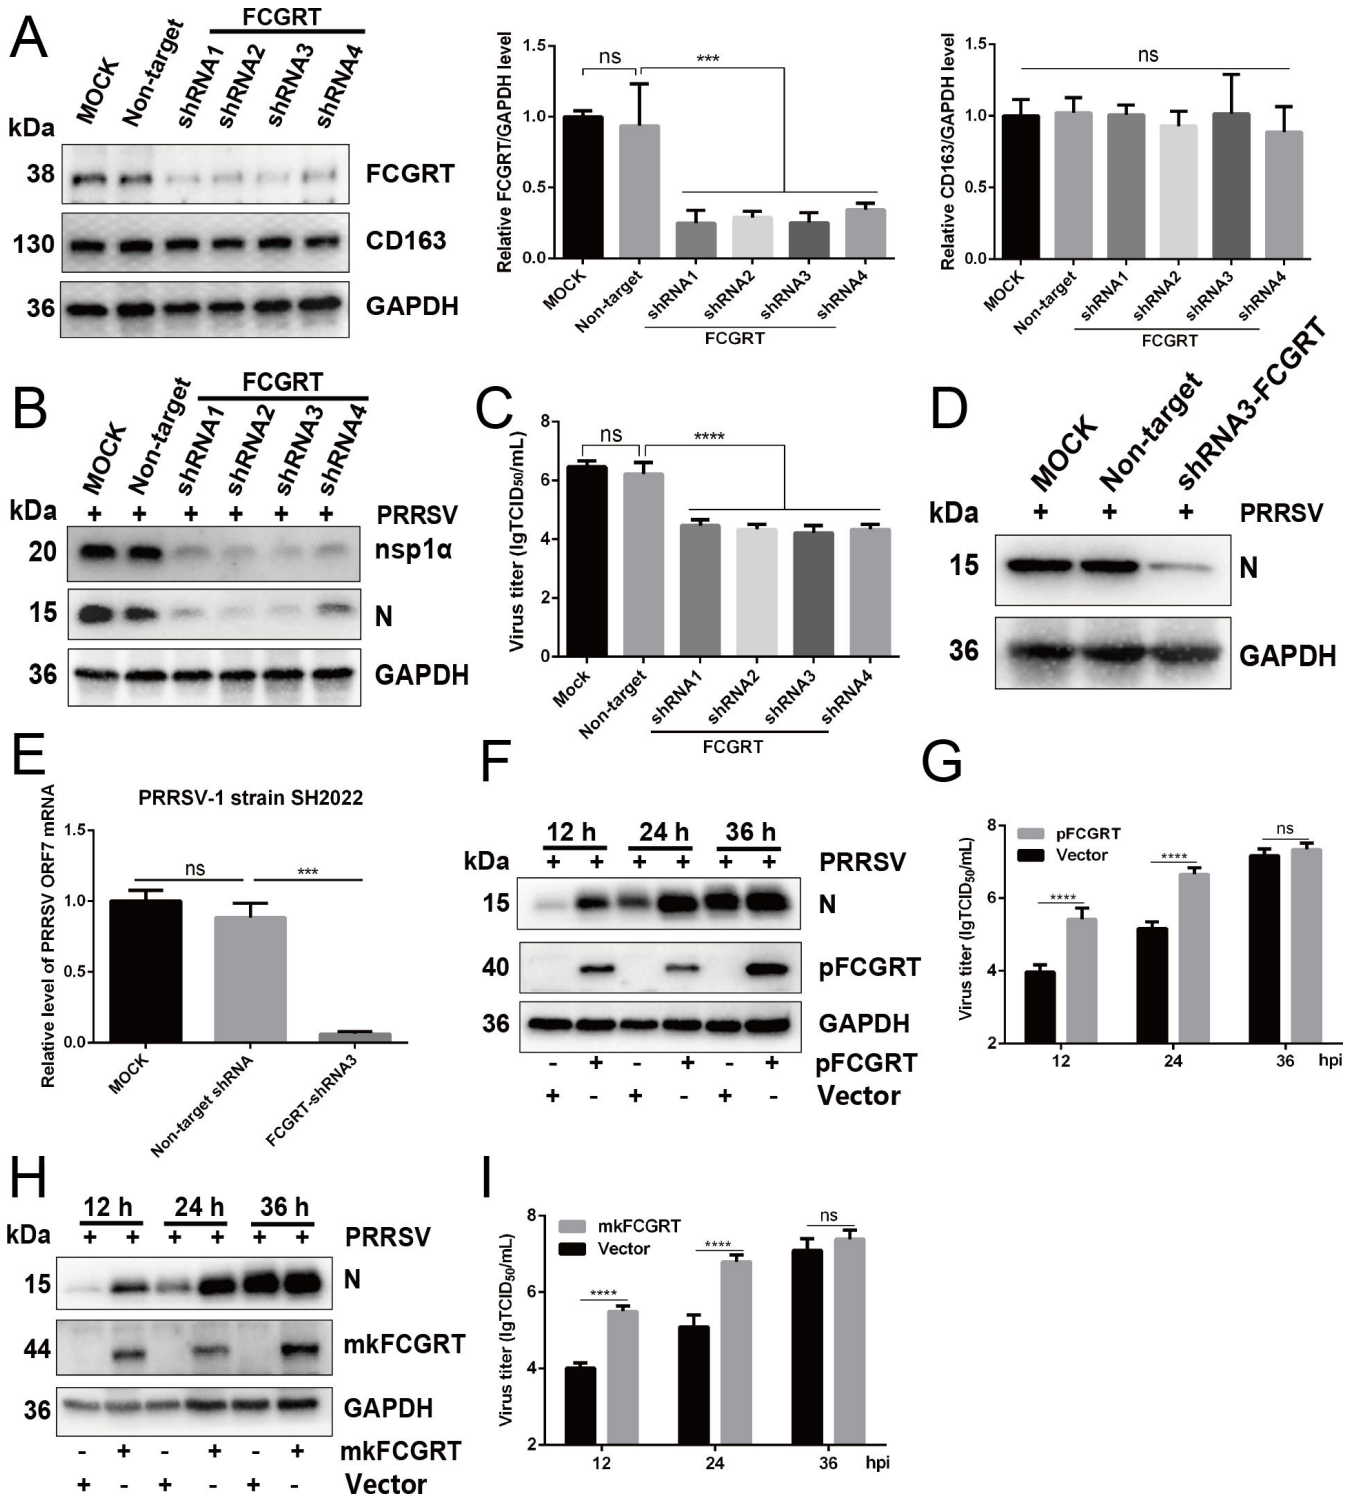 A
FCGRT
MOCK
Non-target
shRNA1
shRNA2
shRNA3
shRNA4
kDa
38
FCGRT
130
CD163
36
GAPDH
Relative FCGRT/GAPDH level
1.5
1.0
0.5
0.0
ns
***
MOCK
Non-target
shRNA1
shRNA2
shRNA3
shRNA4
FCGRT
Relative CD163/GAPDH level
1.5
1.0
0.5
0.0
ns
MOCK
Non-target
shRNA1
shRNA2
shRNA3
shRNA4
FCGRT
B
FCGRT
MOCK
Non-target
shRNA1
shRNA2
shRNA3
shRNA4
kDa
+ + + + + + PRRSV
20
nsp1α
15
N
36
GAPDH
C
Virus titer (lgTCID50/mL)
8
6
4
2
0
ns
****
Mock
Non-target
shRNA1
shRNA2
shRNA3
shRNA4
FCGRT
D
MOCK
Non-target
shRNA3-FCGRT
kDa
+ + + PRRSV
15
N
36
GAPDH
E
PRRSV-1 strain SH2022
Relative level of PRRSV ORF7 mRNA
1.5
1.0
0.5
0.0
ns
***
MOCK
Non-target shRNA
FCGRT-shRNA3
F
12 h 24 h 36 h
kDa
+ + + + + + PRRSV
15
N
40
pFCGRT
36
GAPDH
- + - + - + pFCGRT
+ - + - + - Vector
G
pFCGRT
Vector
Virus titer (lgTCID50/mL)
8
6
4
2
****
****
ns
12 24 36 hpi
H
12 h 24 h 36 h
kDa
+ + + + + + PRRSV
15
N
44
mkFCGRT
36
GAPDH
- + - + - + mkFCGRT
+ - + - + - Vector
I
mkFCGRT
Vector
Virus titer (lgTCID50/mL)
8
6
4
2
****
****
ns
12 24 36 hpi